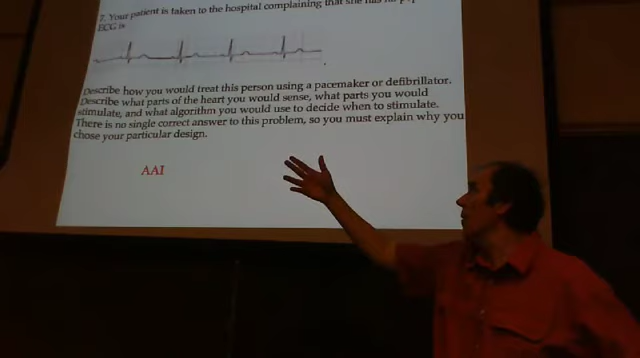 7. Your patient is taken to the hospital complaining that she has no
ECG is
Describe how you would treat this person using a pacemaker or defibrillator.
Describe what parts of the heart you would sense, what parts you would
stimulate, and what algorithm you would use to decide when to stimulate.
There is no single correct answer to this problem, so you must explain why you
chose your particular design.
AAI